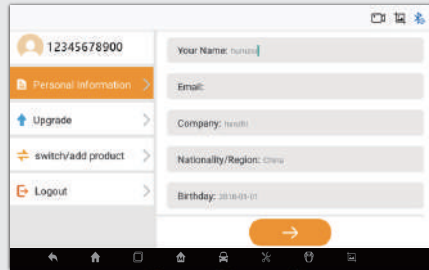 12345678900
Personal Information
Upgrade
switch/add product
Logout
Your Name:
Email:
Company:
Nationality/Region: China
Birthday: 2018-01-01